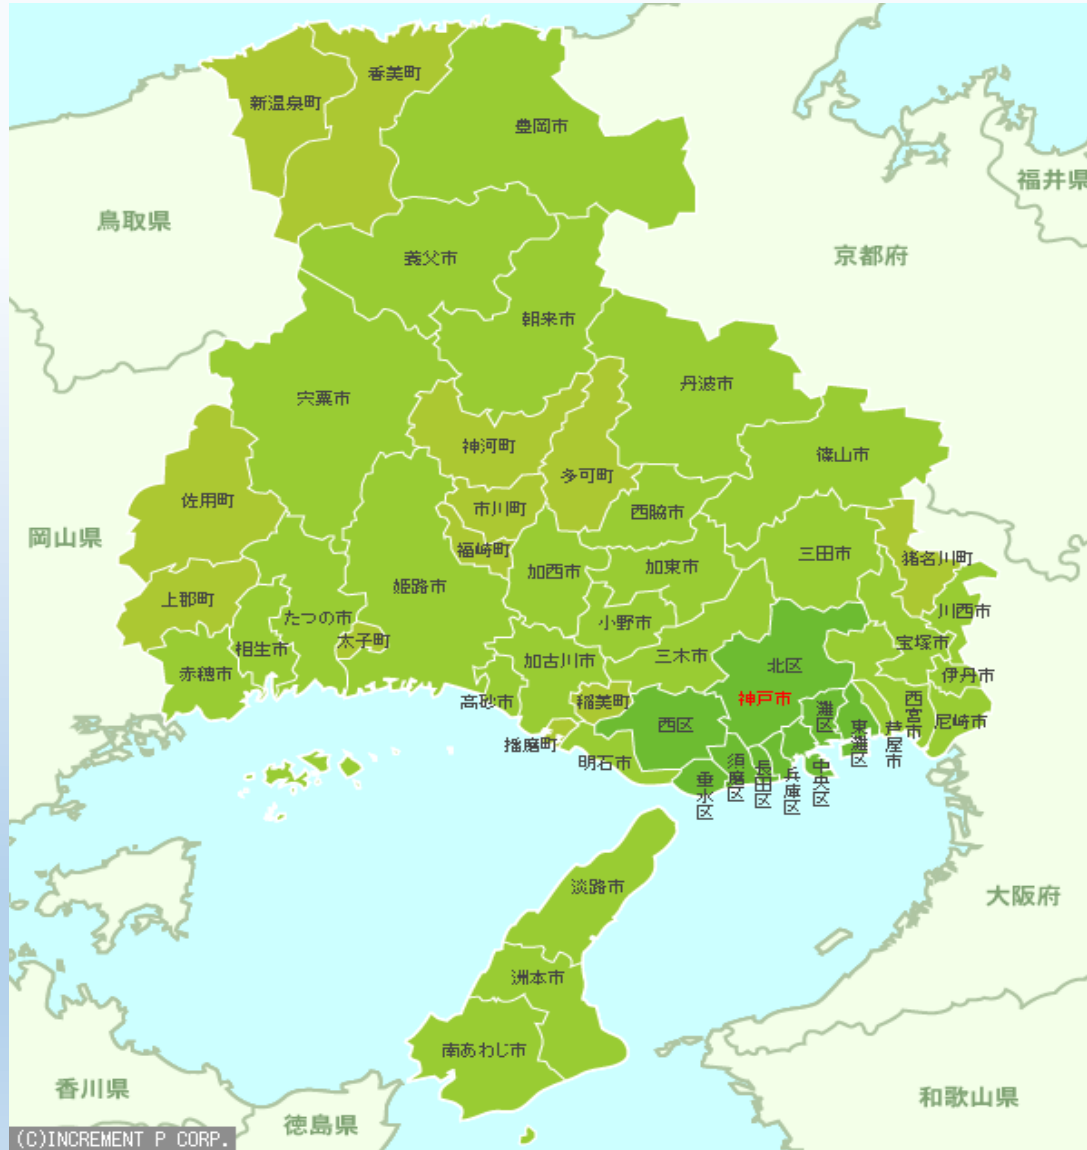 香美町
新温泉町
豊岡市
福井県
鳥取県
京都府
養父市
朝来市
丹波市
宍粟市
神河町
篠山市
多可町
佐用町
市川町
西脇市
岡山県
福崎町
三田市
猪名川町
加西市
加東市
姫路市
上郡町
川西市
たつの市
小野市
太子町
宝塚市
相生市
三木市
加古川市
北区
赤穂市
伊丹市
高砂市
稲美町
神戸市
西宮市
灘区
尼崎市
西区
東灘区
芦屋市
播磨町
明石市
須磨区
長田区
兵庫区
中央区
垂水区
淡路市
大阪府
洲本市
南あわじ市
香川県
和歌山県
徳島県
(C)INCREMENT P CORP.